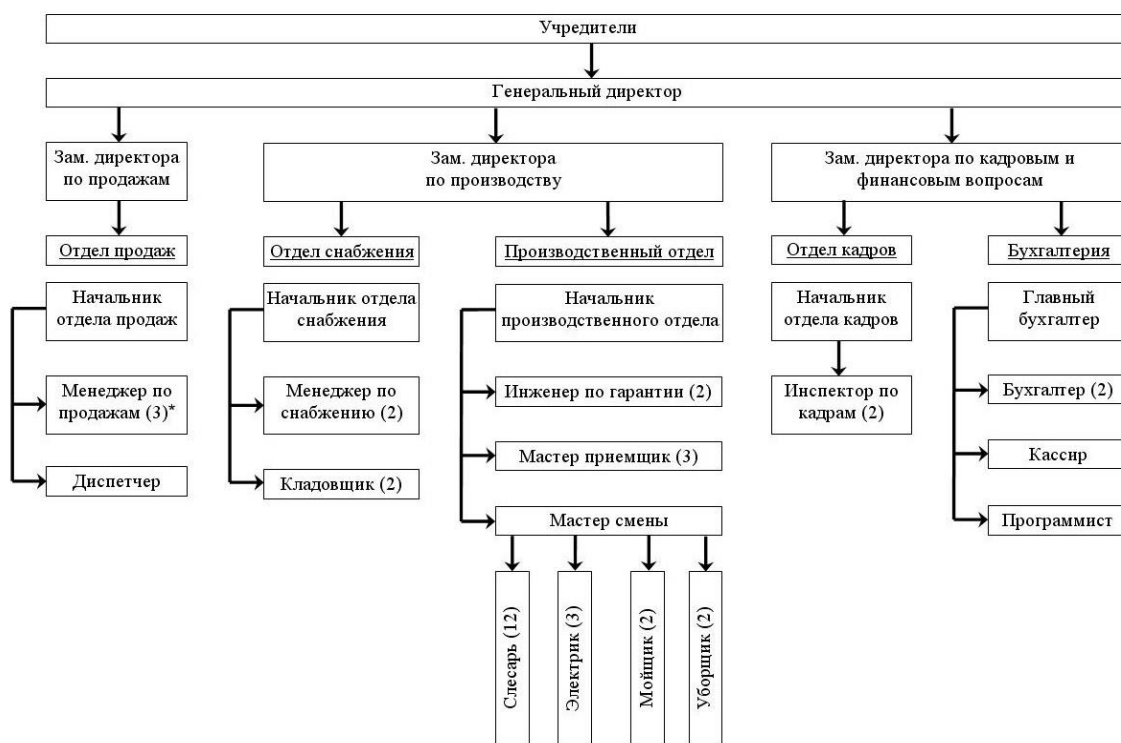 Учредители
Генеральный директор
Зам. директора
по продажам
Зам. директора
по производству
Зам. директора по кадровым и
финансовым вопросам
Отдел продаж
Отдел снабжения
Производственный отдел
Отдел кадров
Бухгалтерия
Начальник
отдела продаж
Начальник отдела
снабжения
Начальник
производственного отдела
Начальник
отдела кадров
Главный
бухгалтер
Менеджер по
продажам (3)*
Менеджер по
снабжению (2)
Инженер по гарантии (2)
Инспектор по
кадрам (2)
Бухгалтер (2)
Диспетчер
Кладовщик (2)
Мастер приемщик (3)
Кассир
Мастер смены
Программист
Слесарь (12)
Электрик (3)
Мойщик (2)
Уборщик (2)